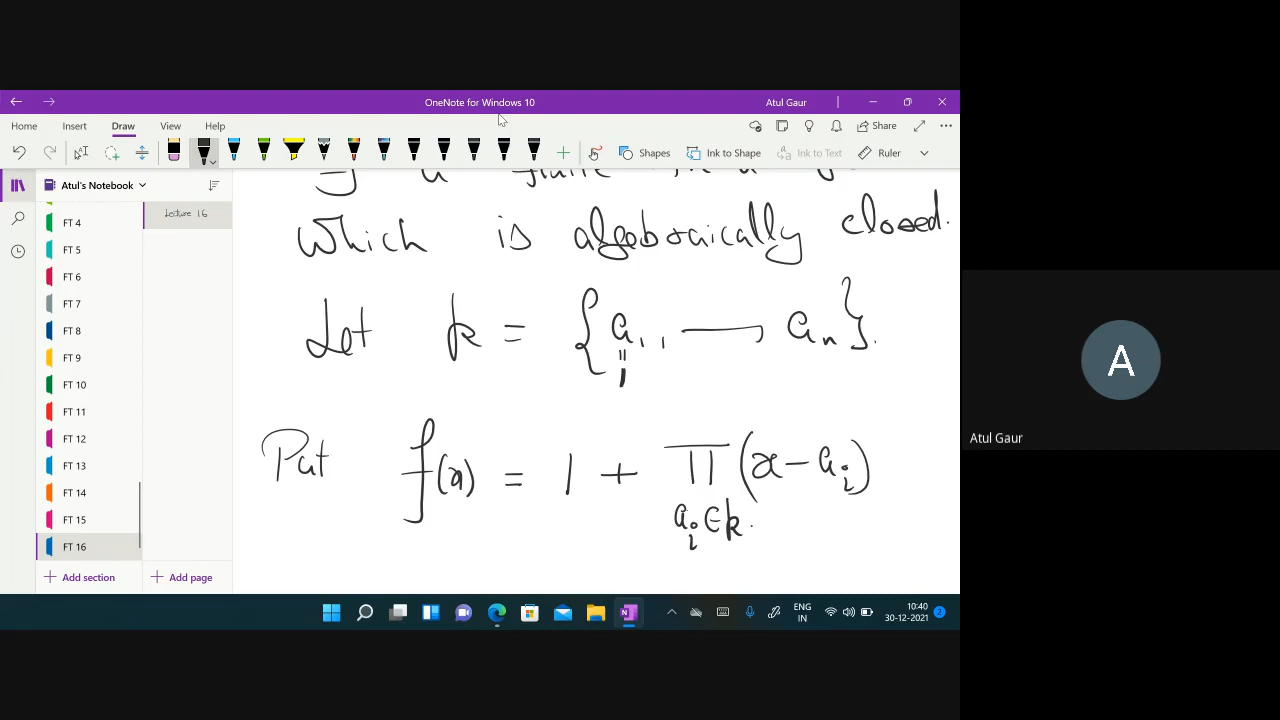 OneNote for Windows 10
Atul Gaur
Home Insert Draw View Help
Share
Shapes
Ink to Shape
Ink to Text
Ruler
Atul's Notebook
FT 4
FT 5
FT 6
FT 7
FT 8
FT 9
FT 10
FT 11
FT 12
FT 13
FT 14
FT 15
FT 16
Add section
Lecture 16
Add page
finite
Which is algebraically closed.
Let k = {a₁, , — , aₙ}.
"
1
Put f(x) = 1 + ∏ (x - aᵢ)
aᵢ ∈ k.
ENG
IN
10:40
30-12-2021
2
A
Atul Gaur